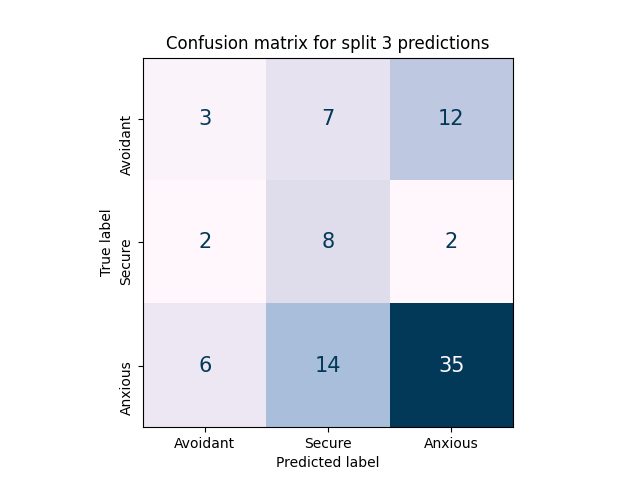 Confusion matrix for split 3 predictions
True label
Avoidant
3 7 12
Secure
2 8 2
Anxious
6 14 35
Avoidant Secure Anxious
Predicted label